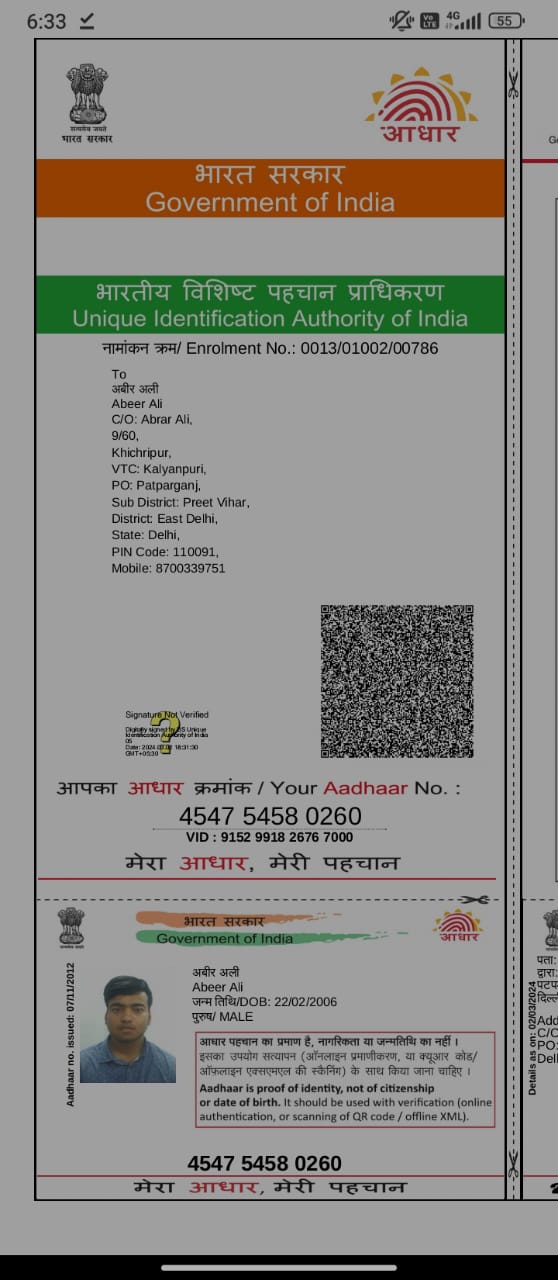 6:33
Vo
LTE
4G
55
सत्यमेव जयते
भारत सरकार
आधार
भारत सरकार
Government of India
भारतीय विशिष्ट पहचान प्राधिकरण
Unique Identification Authority of India
नामांकन क्रम/ Enrolment No.: 0013/01002/00786
To
अबीर अली
Abeer Ali
C/O: Abrar Ali,
9/60,
Khichripur,
VTC: Kalyanpuri,
PO: Patparganj,
Sub District: Preet Vihar,
District: East Delhi,
State: Delhi,
PIN Code: 110091,
Mobile: 8700339751
Signature Not Verified
Digitally signed by DS Unique
Identification Authority of India
05
GMT+05:30
आपका आधार क्रमांक / Your Aadhaar No. :
4547 5458 0260
VID : 9152 9918 2676 7000
मेरा आधार, मेरी पहचान
भारत सरकार
Government of India
आधार
Aadhaar no. issued: 07/11/2012
अबीर अली
Abeer Ali
जन्म तिथि/DOB: 22/02/2006
पुरुष/ MALE
आधार पहचान का प्रमाण है, नागरिकता या जन्मतिथि का नहीं ।
इसका उपयोग सत्यापन (ऑनलाइन प्रमाणीकरण, या क्यूआर कोड/
ऑफ़लाइन एक्सएमएल की स्कैनिंग) के साथ किया जाना चाहिए ।
Aadhaar is proof of identity, not of citizenship
or date of birth. It should be used with verification (online
authentication, or scanning of QR code / offline XML).
4547 5458 0260
मेरा आधार, मेरी पहचान
Details as on: 02/03/2024
पता:
द्वारा:
Add
C/O
PO:
Del